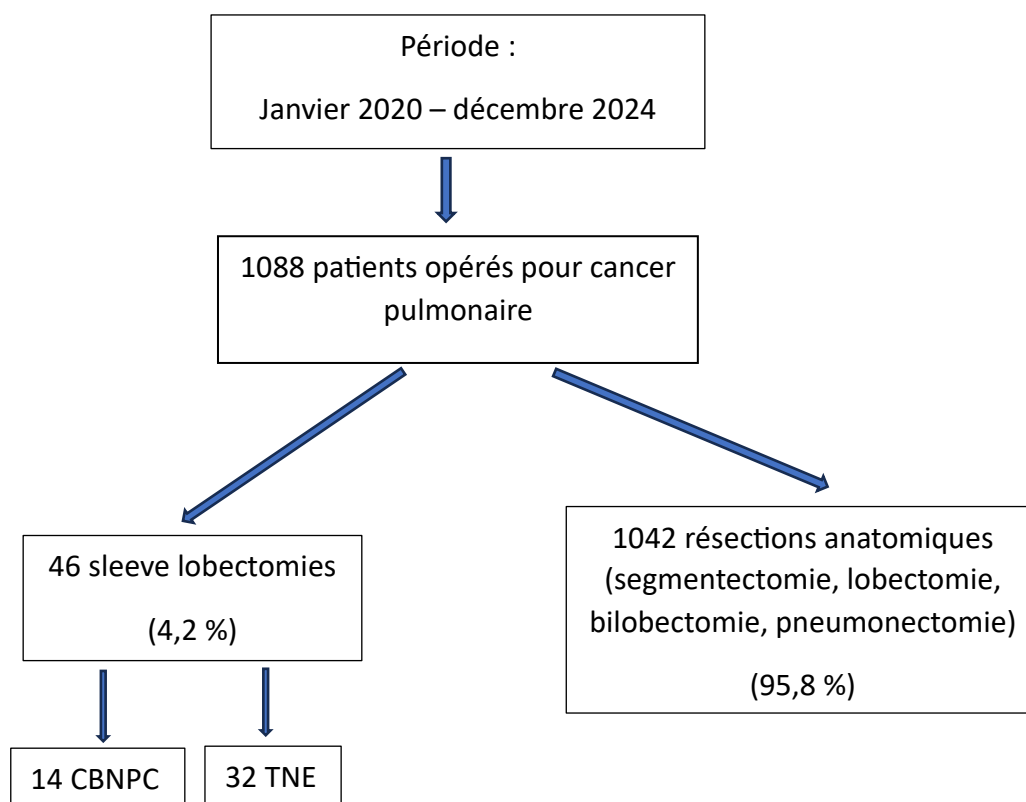 Période :
Janvier 2020 – décembre 2024
1088 patients opérés pour cancer
pulmonaire
46 sleeve lobectomies
(4,2 %)
1042 résections anatomiques
(segmentectomie, lobectomie,
bilobectomie, pneumonectomie)
(95,8 %)
14 CBNPC
32 TNE